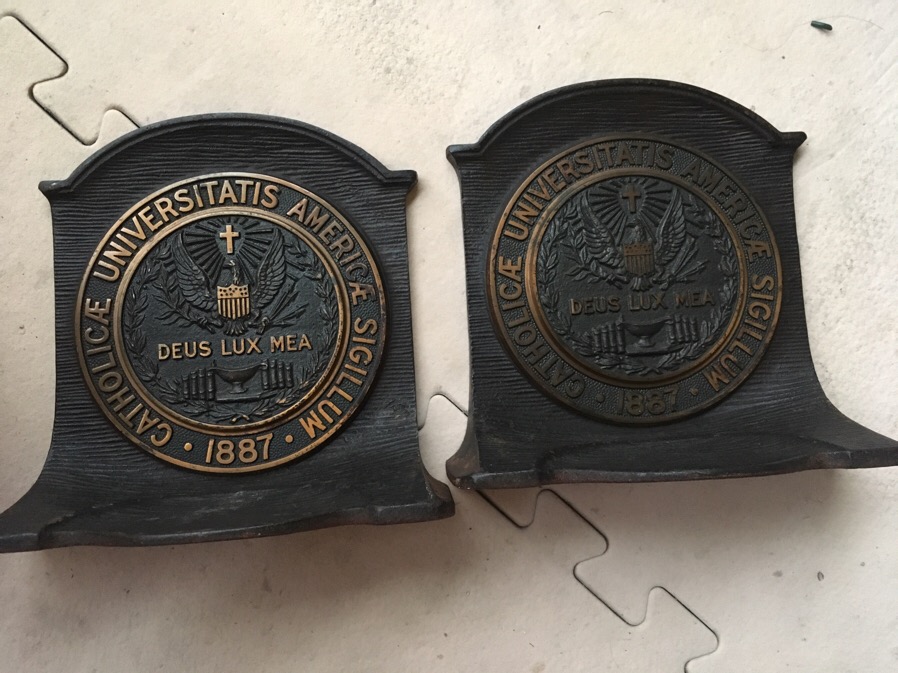 CATHOLICÆ UNIVERSITATIS AMERICÆ SIGILLUM
DEUS LUX MEA
· 1887 ·
CATHOLICÆ UNIVERSITATIS AMERICÆ SIGILLUM
DEUS LUX MEA
· 1887 ·